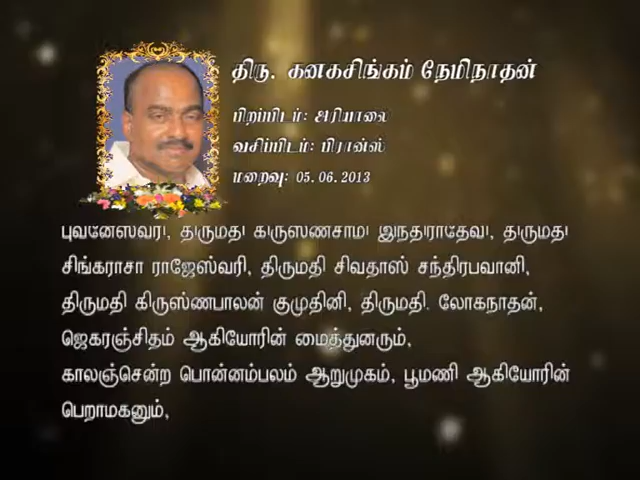 திரு. கனகசிங்கம் நேமிநாதன்
பிறப்பிடம்: அரியாலை
வசிப்பிடம்: பிரான்ஸ்
மறைவு: 05.06.2013
புவனேஸ்வரி, திருமதி கிருஸ்ணசாமி இந்திராதேவி, திருமதி
சிங்கராசா ராஜேஸ்வரி, திருமதி சிவதாஸ் சந்திரபவானி,
திருமதி கிருஸ்ணபாலன் குமுதினி, திருமதி. லோகநாதன்,
ஜெகரஞ்சிதம் ஆகியோரின் மைத்துனரும்,
காலஞ்சென்ற பொன்னம்பலம் ஆறுமுகம், பூமணி ஆகியோரின்
பெறாமகனும்,